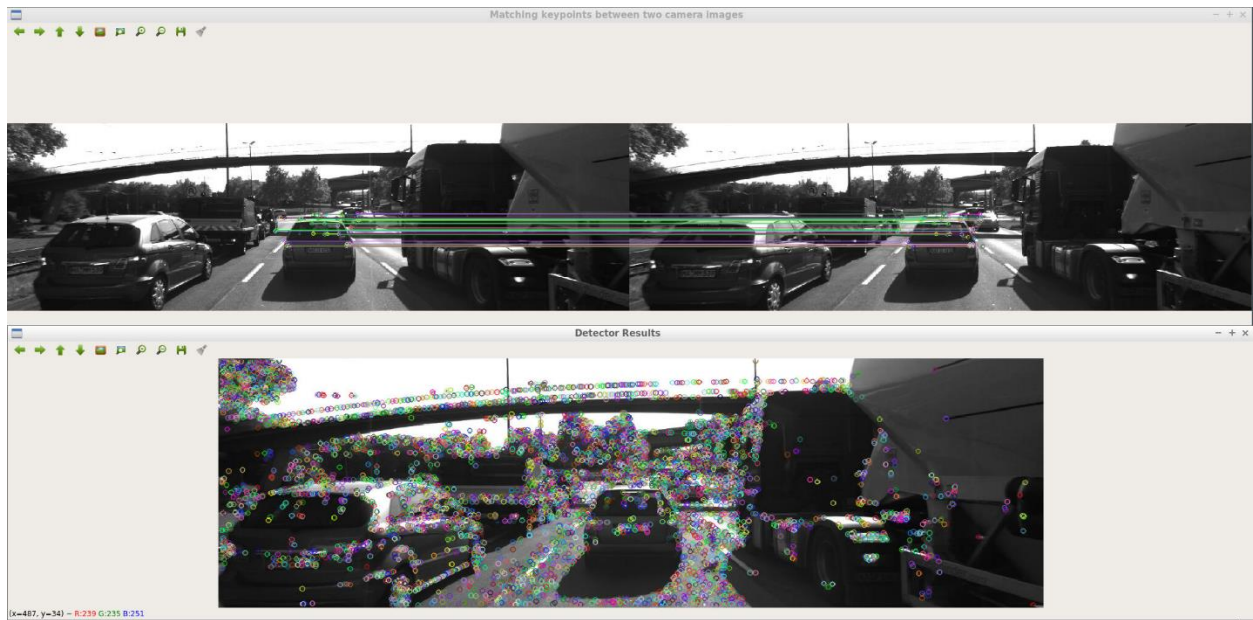 Matching keypoints between two camera images
Detector Results
(x=487, y=34) ~ R:239 G:235 B:251